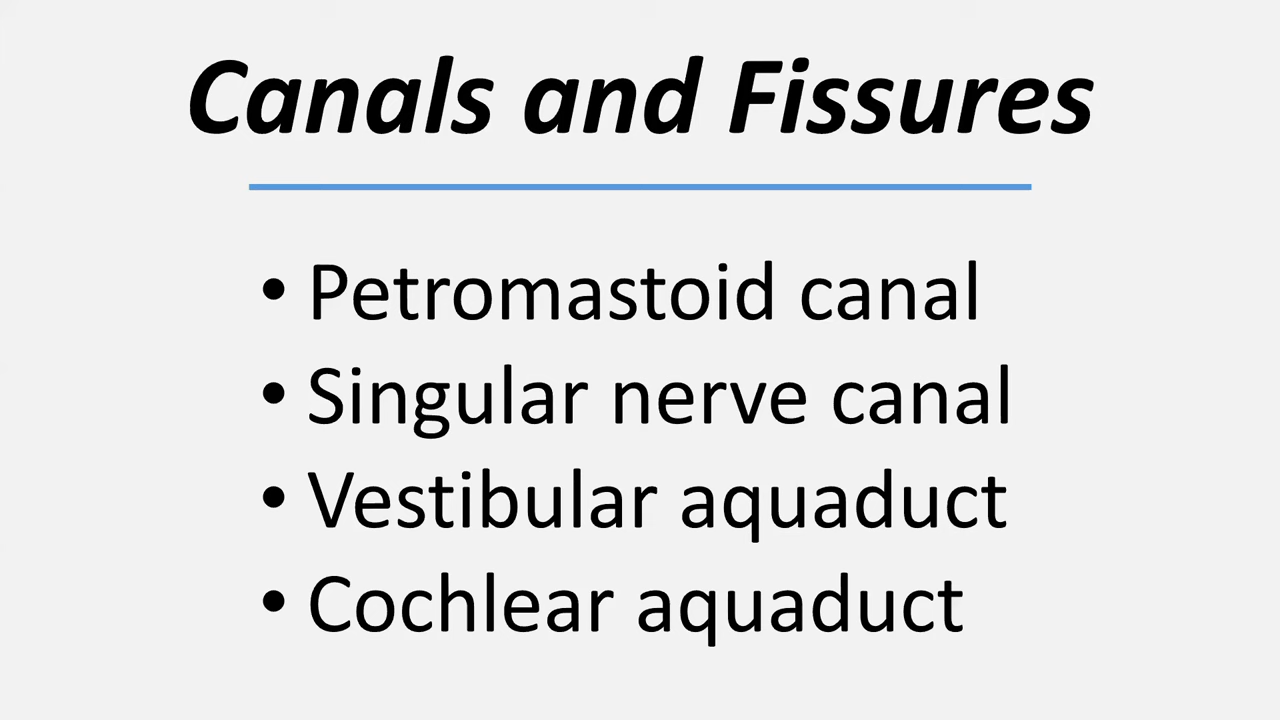 Canals and Fissures
• Petromastoid canal
• Singular nerve canal
• Vestibular aquaduct
• Cochlear aquaduct